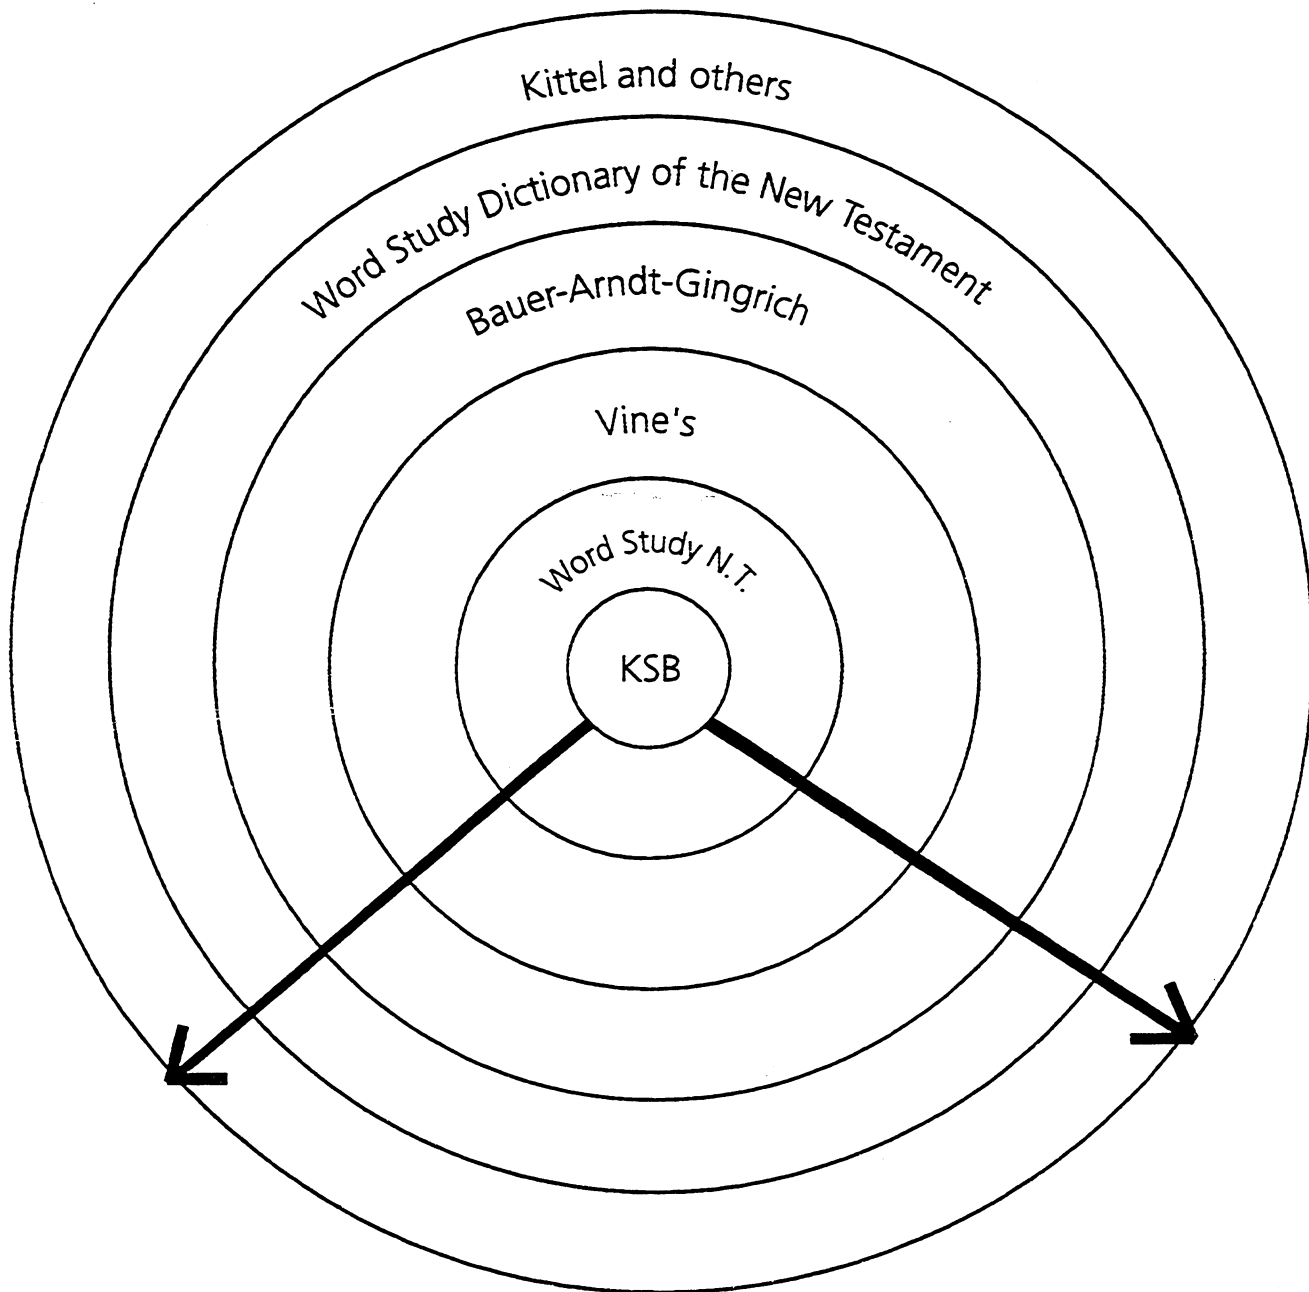 Kittel and others
Word Study Dictionary of the New Testament
Bauer-Arndt-Gingrich
Vine's
Word Study N.T.
KSB